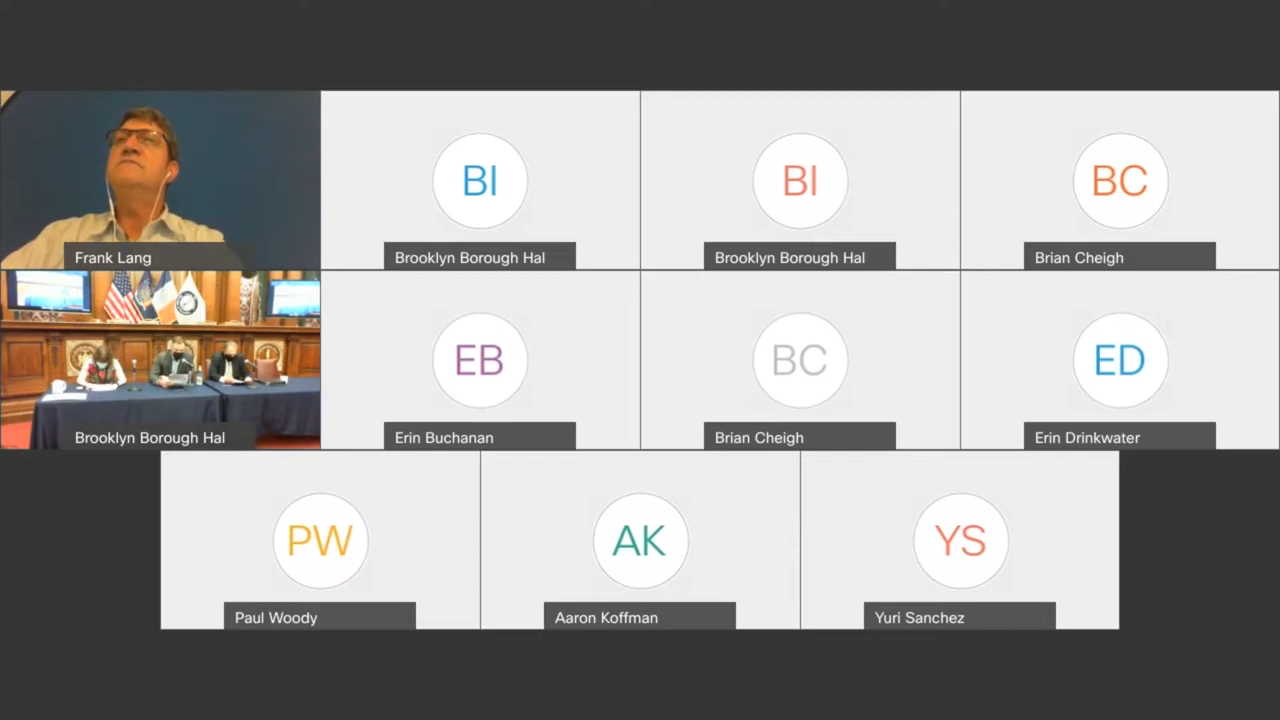 BI
BI
BC
Frank Lang
Brooklyn Borough Hal
Brooklyn Borough Hal
Brian Cheigh
EB
BC
ED
Brooklyn Borough Hal
Erin Buchanan
Brian Cheigh
Erin Drinkwater
PW
AK
YS
Paul Woody
Aaron Koffman
Yuri Sanchez